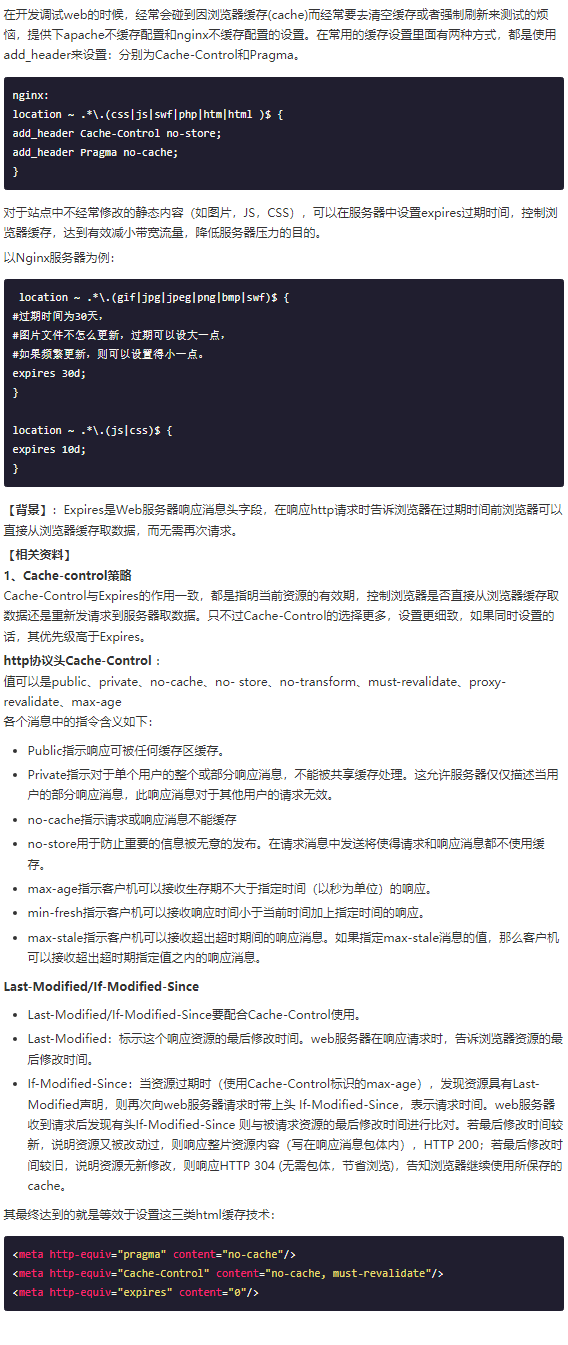 在开发调试web的时候，经常会碰到因浏览器缓存(cache)而经常要去清空缓存或者强制刷新来测试的烦
恼，提供下apache不缓存配置和nginx不缓存配置的设置。在常用的缓存设置里面有两种方式，都是使用
add_header来设置：分别为Cache-Control和Pragma。
nginx:
location ~ .*\.(css|js|swf|php|htm|html )$ {
add_header Cache-Control no-store;
add_header Pragma no-cache;
}
对于站点中不经常修改的静态内容（如图片，JS，CSS），可以在服务器中设置expires过期时间，控制浏
览器缓存，达到有效减小带宽流量，降低服务器压力的目的。
以Nginx服务器为例：
location ~ .*\.(gif|jpg|jpeg|png|bmp|swf)$ {
#过期时间为30天，
#图片文件不怎么更新，过期可以设大一点，
#如果频繁更新，则可以设置得小一点。
expires 30d;
}
location ~ .*\.(js|css)$ {
expires 10d;
}
【背景】：Expires是Web服务器响应消息头字段，在响应http请求时告诉浏览器在过期时间前浏览器可以
直接从浏览器缓存取数据，而无需再次请求。
【相关资料】
1、Cache-control策略
Cache-Control与Expires的作用一致，都是指明当前资源的有效期，控制浏览器是否直接从浏览器缓存取
数据还是重新发请求到服务器取数据。只不过Cache-Control的选择更多，设置更细致，如果同时设置的
话，其优先级高于Expires。
http协议头Cache-Control ：
值可以是public、private、no-cache、no- store、no-transform、must-revalidate、proxy-
revalidate、max-age
各个消息中的指令含义如下：
• Public指示响应可被任何缓存区缓存。
• Private指示对于单个用户的整个或部分响应消息，不能被共享缓存处理。这允许服务器仅仅描述当用
户的部分响应消息，此响应消息对于其他用户的请求无效。
• no-cache指示请求或响应消息不能缓存
• no-store用于防止重要的信息被无意的发布。在请求消息中发送将使得请求和响应消息都不使用缓
存。
• max-age指示客户机可以接收生存期不大于指定时间（以秒为单位）的响应。
• min-fresh指示客户机可以接收响应时间小于当前时间加上指定时间的响应。
• max-stale指示客户机可以接收超出超时期间的响应消息。如果指定max-stale消息的值，那么客户机
可以接收超出超时期指定值之内的响应消息。
Last-Modified/If-Modified-Since
• Last-Modified/If-Modified-Since要配合Cache-Control使用。
• Last-Modified：标示这个响应资源的最后修改时间。web服务器在响应请求时，告诉浏览器资源的最
后修改时间。
• If-Modified-Since：当资源过期时（使用Cache-Control标识的max-age），发现资源具有Last-
Modified声明，则再次向web服务器请求时带上头 If-Modified-Since，表示请求时间。web服务器
收到请求后发现有头If-Modified-Since 则与被请求资源的最后修改时间进行比对。若最后修改时间较
新，说明资源又被改动过，则响应整片资源内容（写在响应消息包体内），HTTP 200；若最后修改时
间较旧，说明资源无新修改，则响应HTTP 304 (无需包体，节省浏览)，告知浏览器继续使用所保存的
cache。
其最终达到的就是等效于设置这三类html缓存技术：
<meta http-equiv="pragma" content="no-cache"/>
<meta http-equiv="Cache-Control" content="no-cache, must-revalidate"/>
<meta http-equiv="expires" content="0"/>